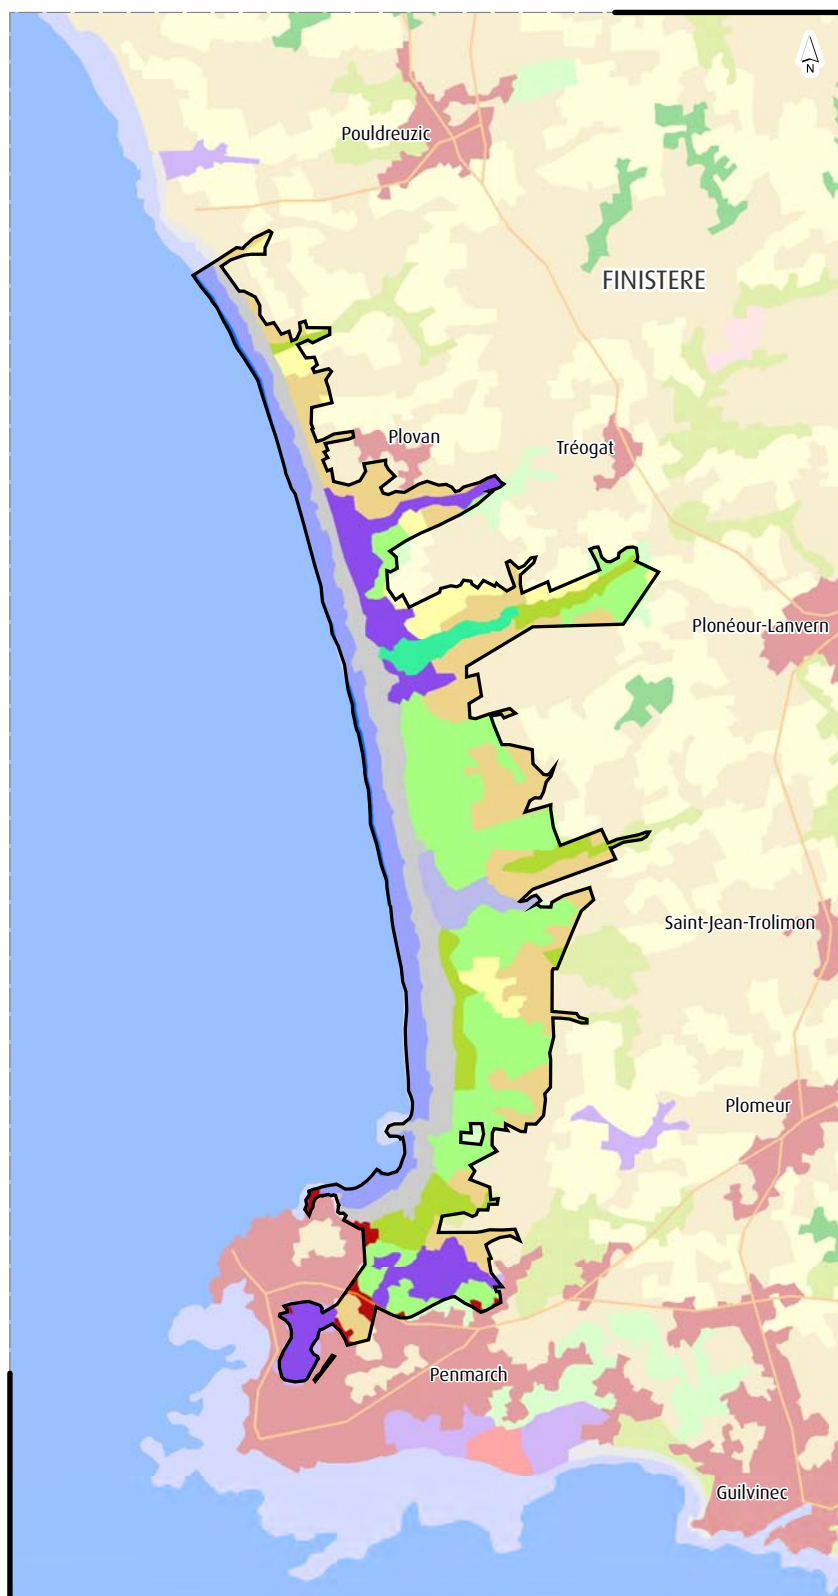 N
Pouldreuzic
FINISTERE
Plovan
Tréogat
Plonéour-Lanvern
Saint-Jean-Trolimon
Plomeur
Penmarch
Guilvinec